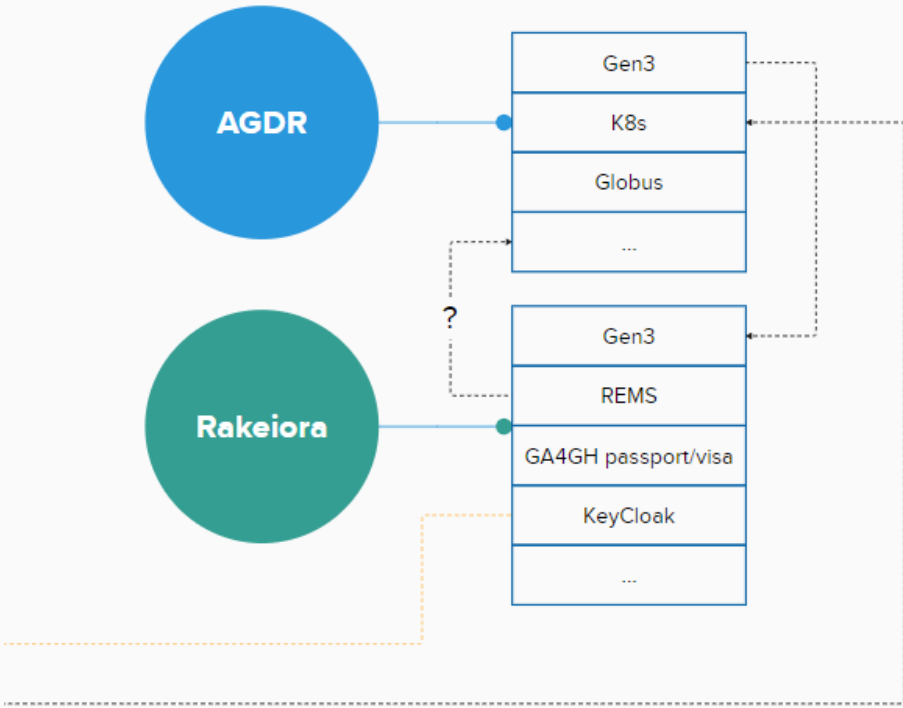 AGDR
Gen3
K8s
Globus
...
?
Rakeiora
Gen3
REMS
GA4GH passport/visa
KeyCloak
...